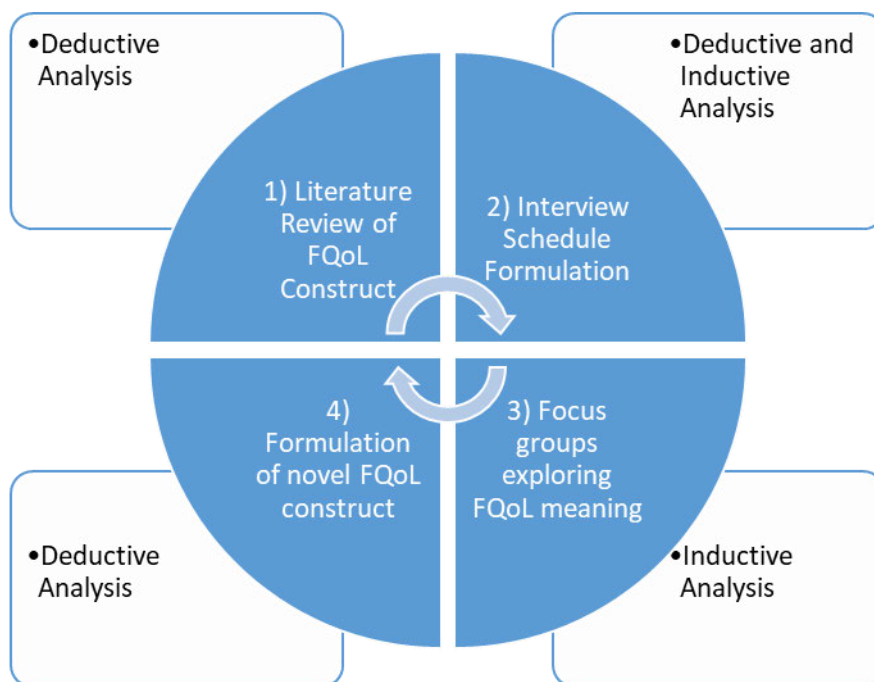 •Deductive
Analysis
•Deductive and
Inductive
Analysis
1) Literature
Review of
FQoL
Construct
2) Interview
Schedule
Formulation
4)
Formulation
of novel FQoL
construct
3) Focus
groups
exploring
FQoL meaning
•Deductive
Analysis
•Inductive
Analysis